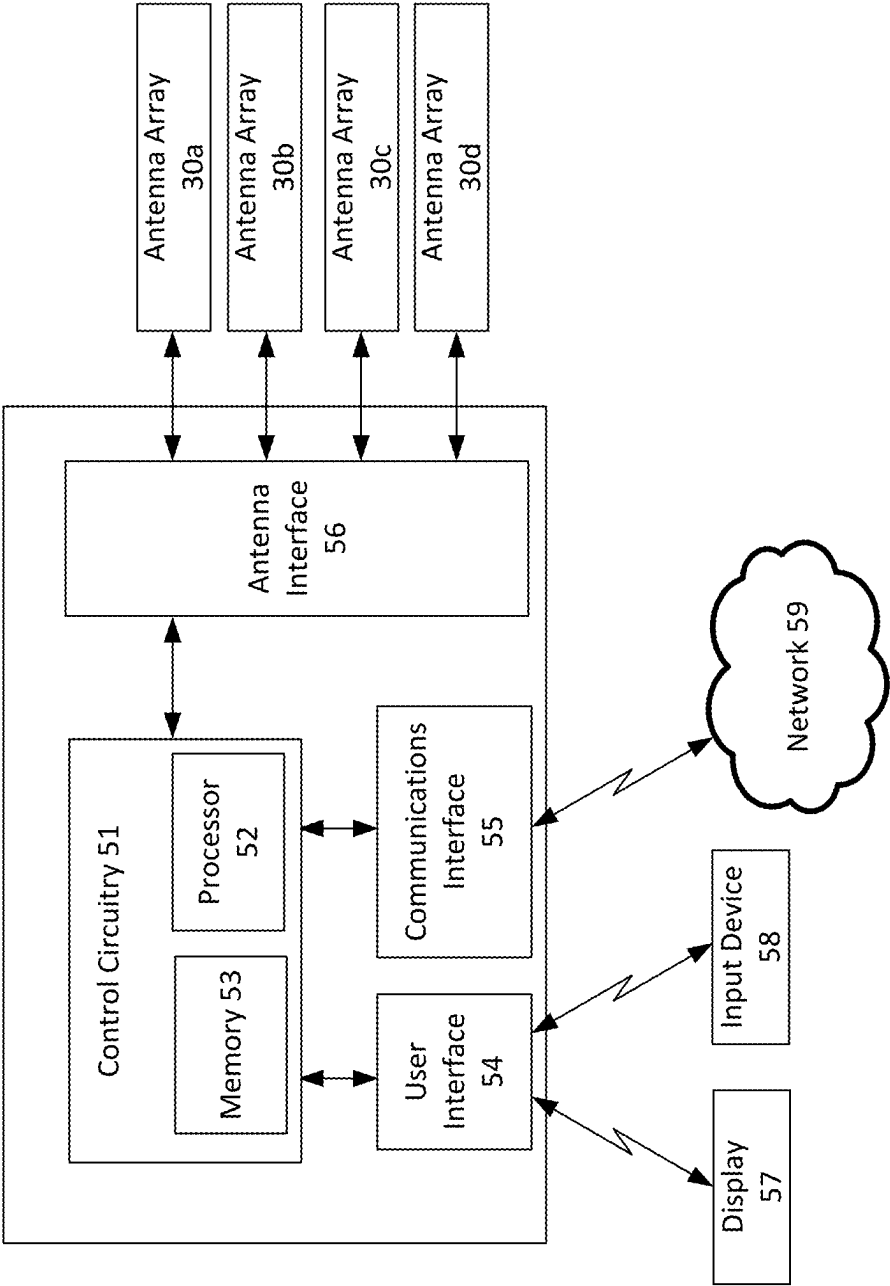 Control Circuitry 51
Memory 53
Processor
52
Antenna
Interface
56
Antenna Array
30a
Antenna Array
30b
Antenna Array
30c
Antenna Array
30d
User
Interface
54
Communications
Interface
55
Display
57
Input Device
58
Network 59